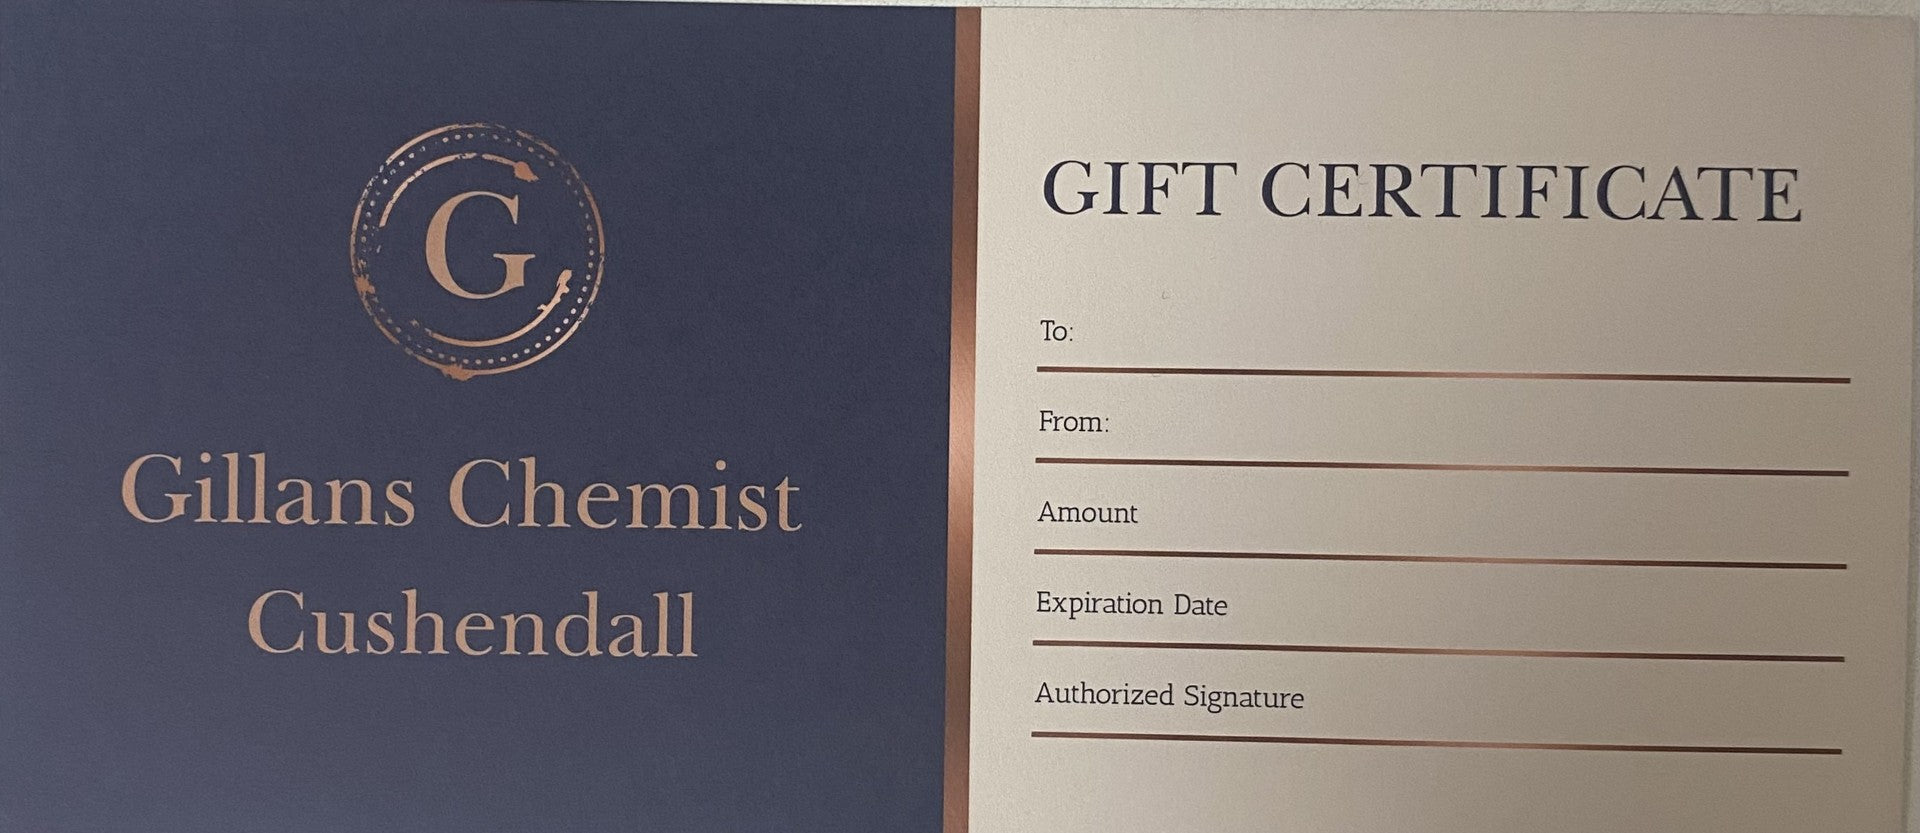 G
Gillans Chemist
Cushendall
GIFT CERTIFICATE
To:
From:
Amount
Expiration Date
Authorized Signature